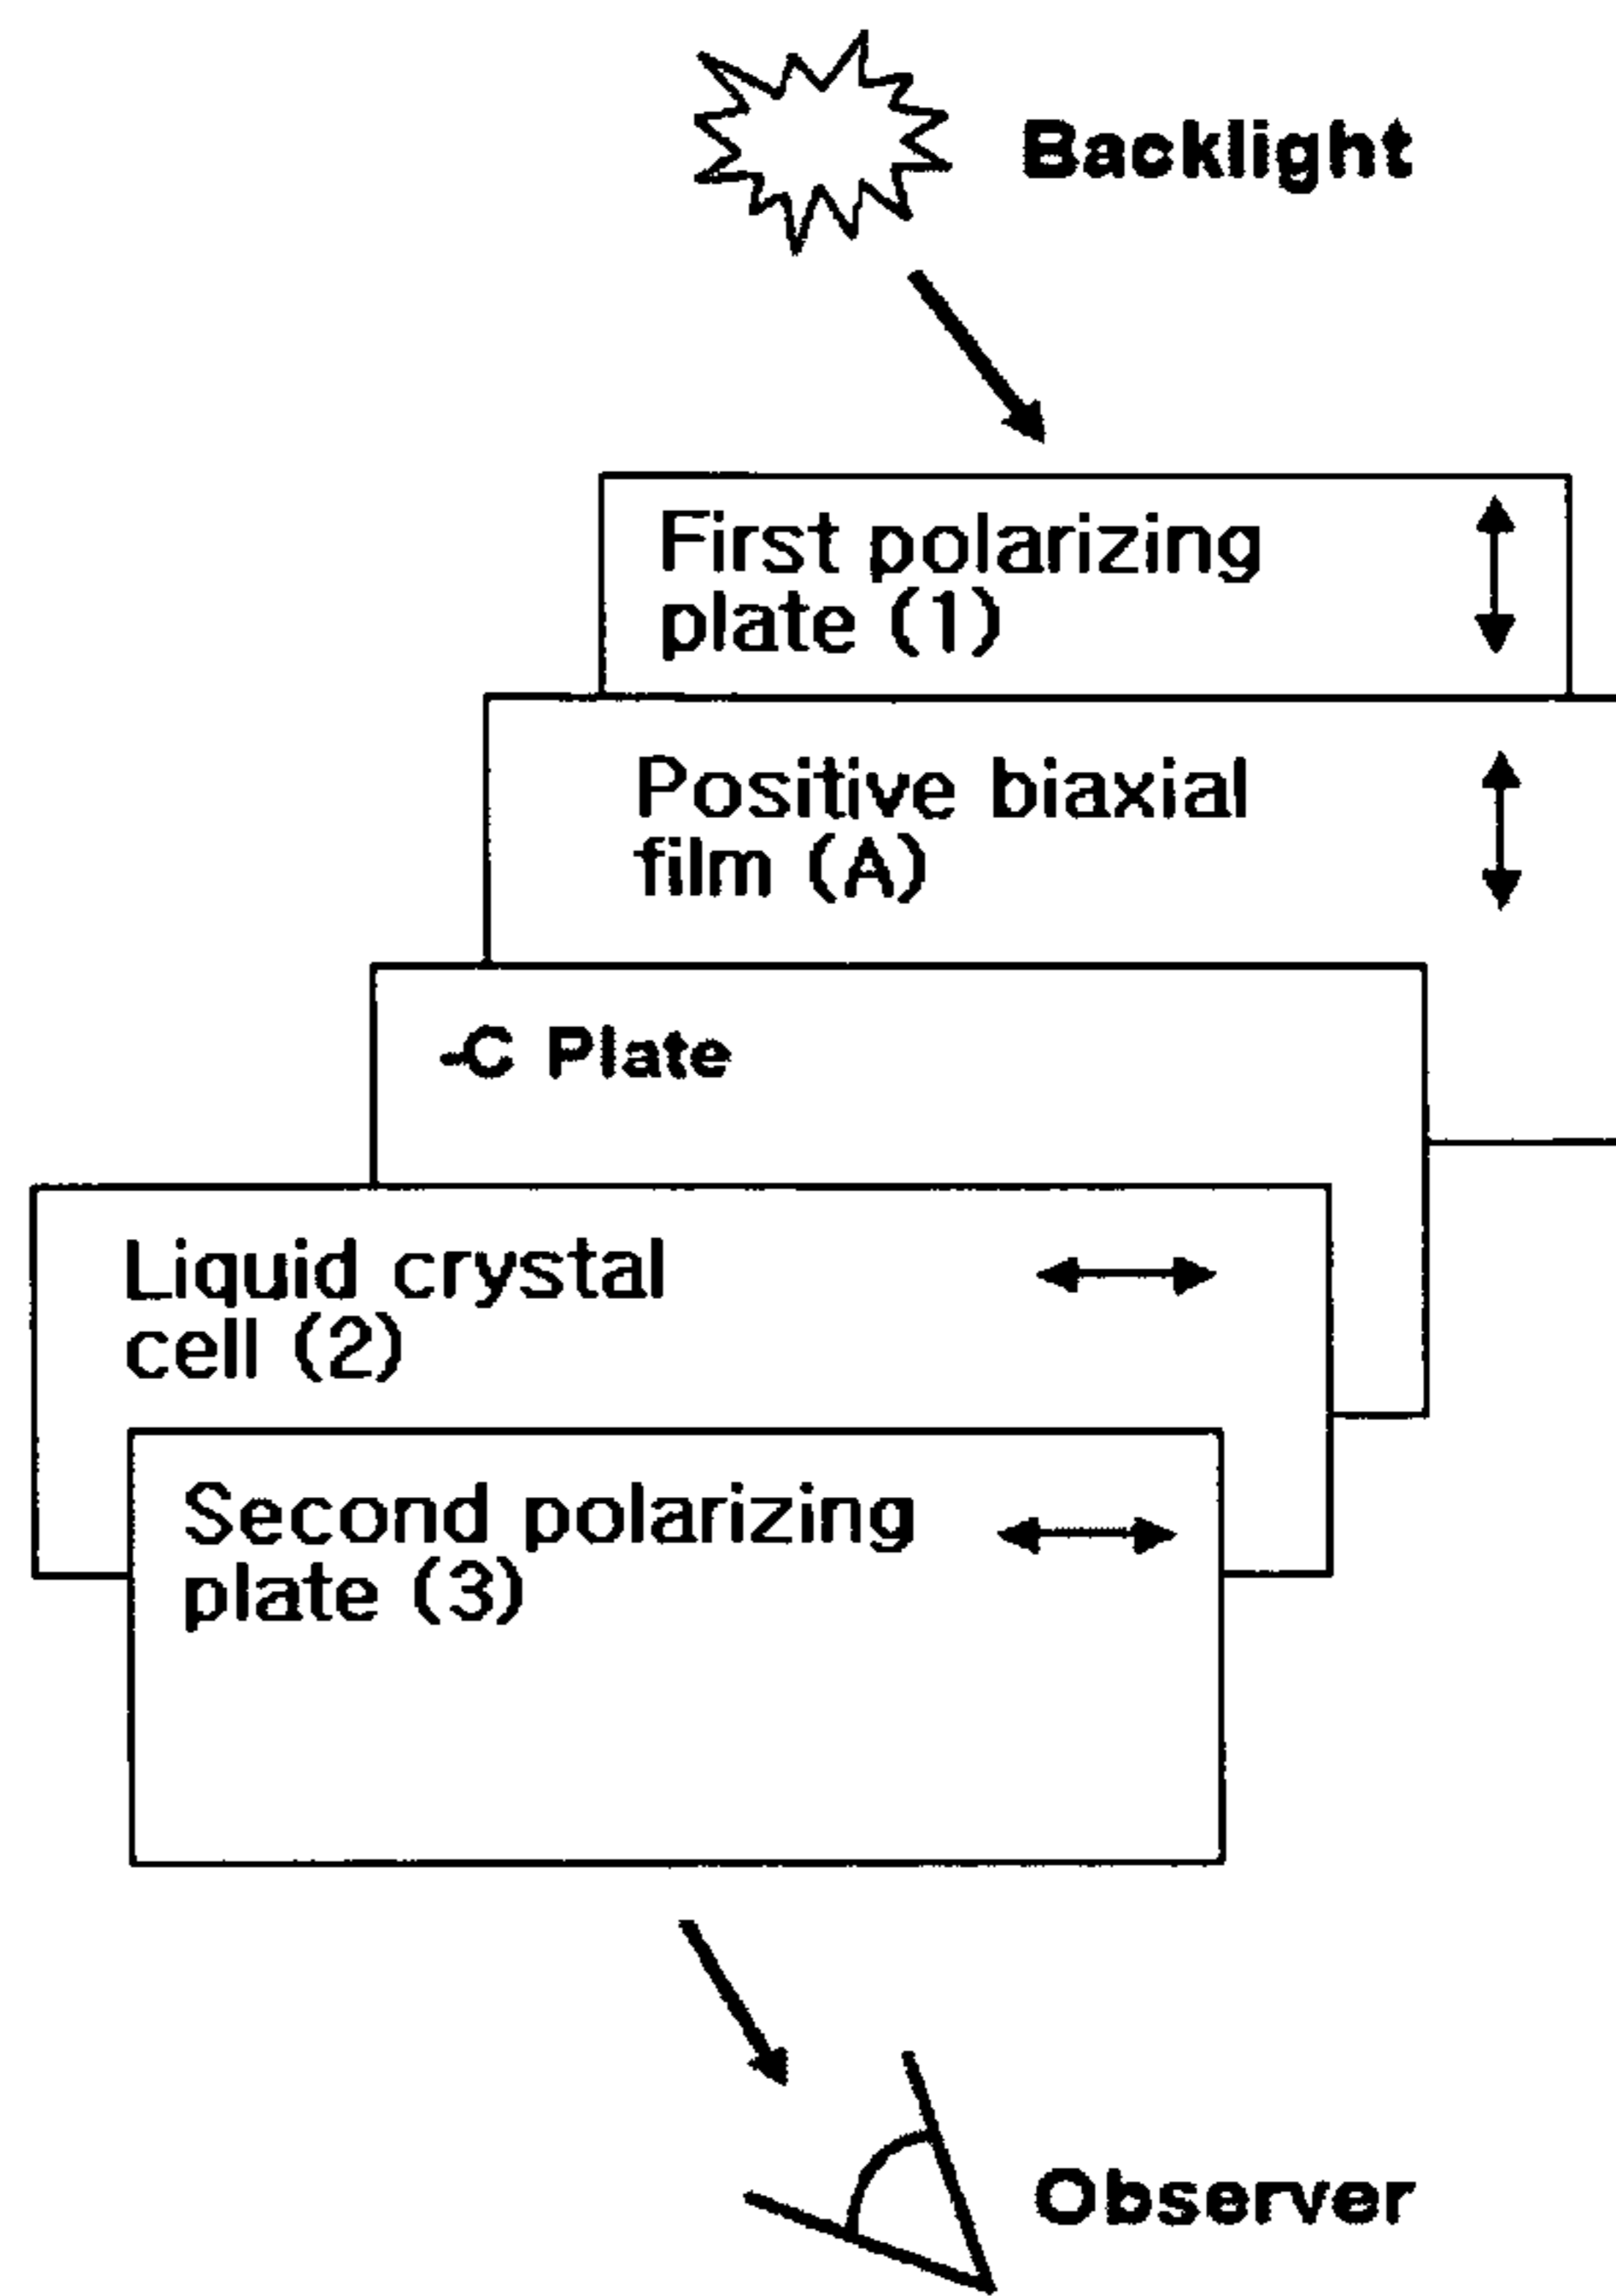 Backlight
First polarizing
plate (1)
Positive biaxial
film (A)
-C Plate
Liquid crystal
cell (2)
Second polarizing
plate (3)
Observer